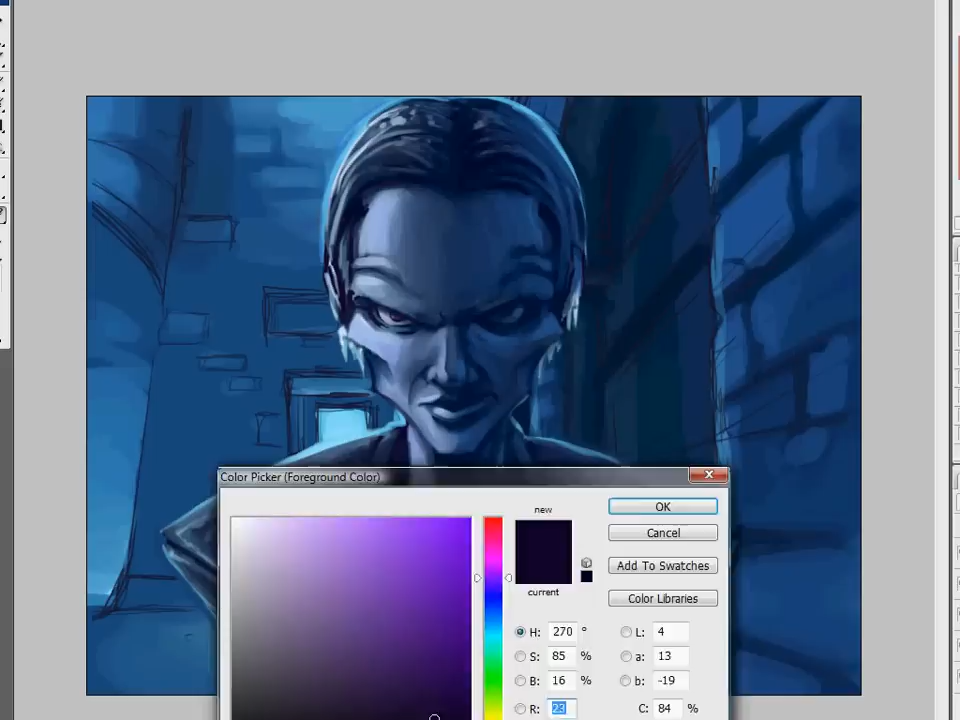 Color Picker (Foreground Color)
new
current
OK
Cancel
Add To Swatches
Color Libraries
H: 270 °
S: 85 %
B: 16 %
R: 23
L: 4
a: 13
b: -19
C: 84 %